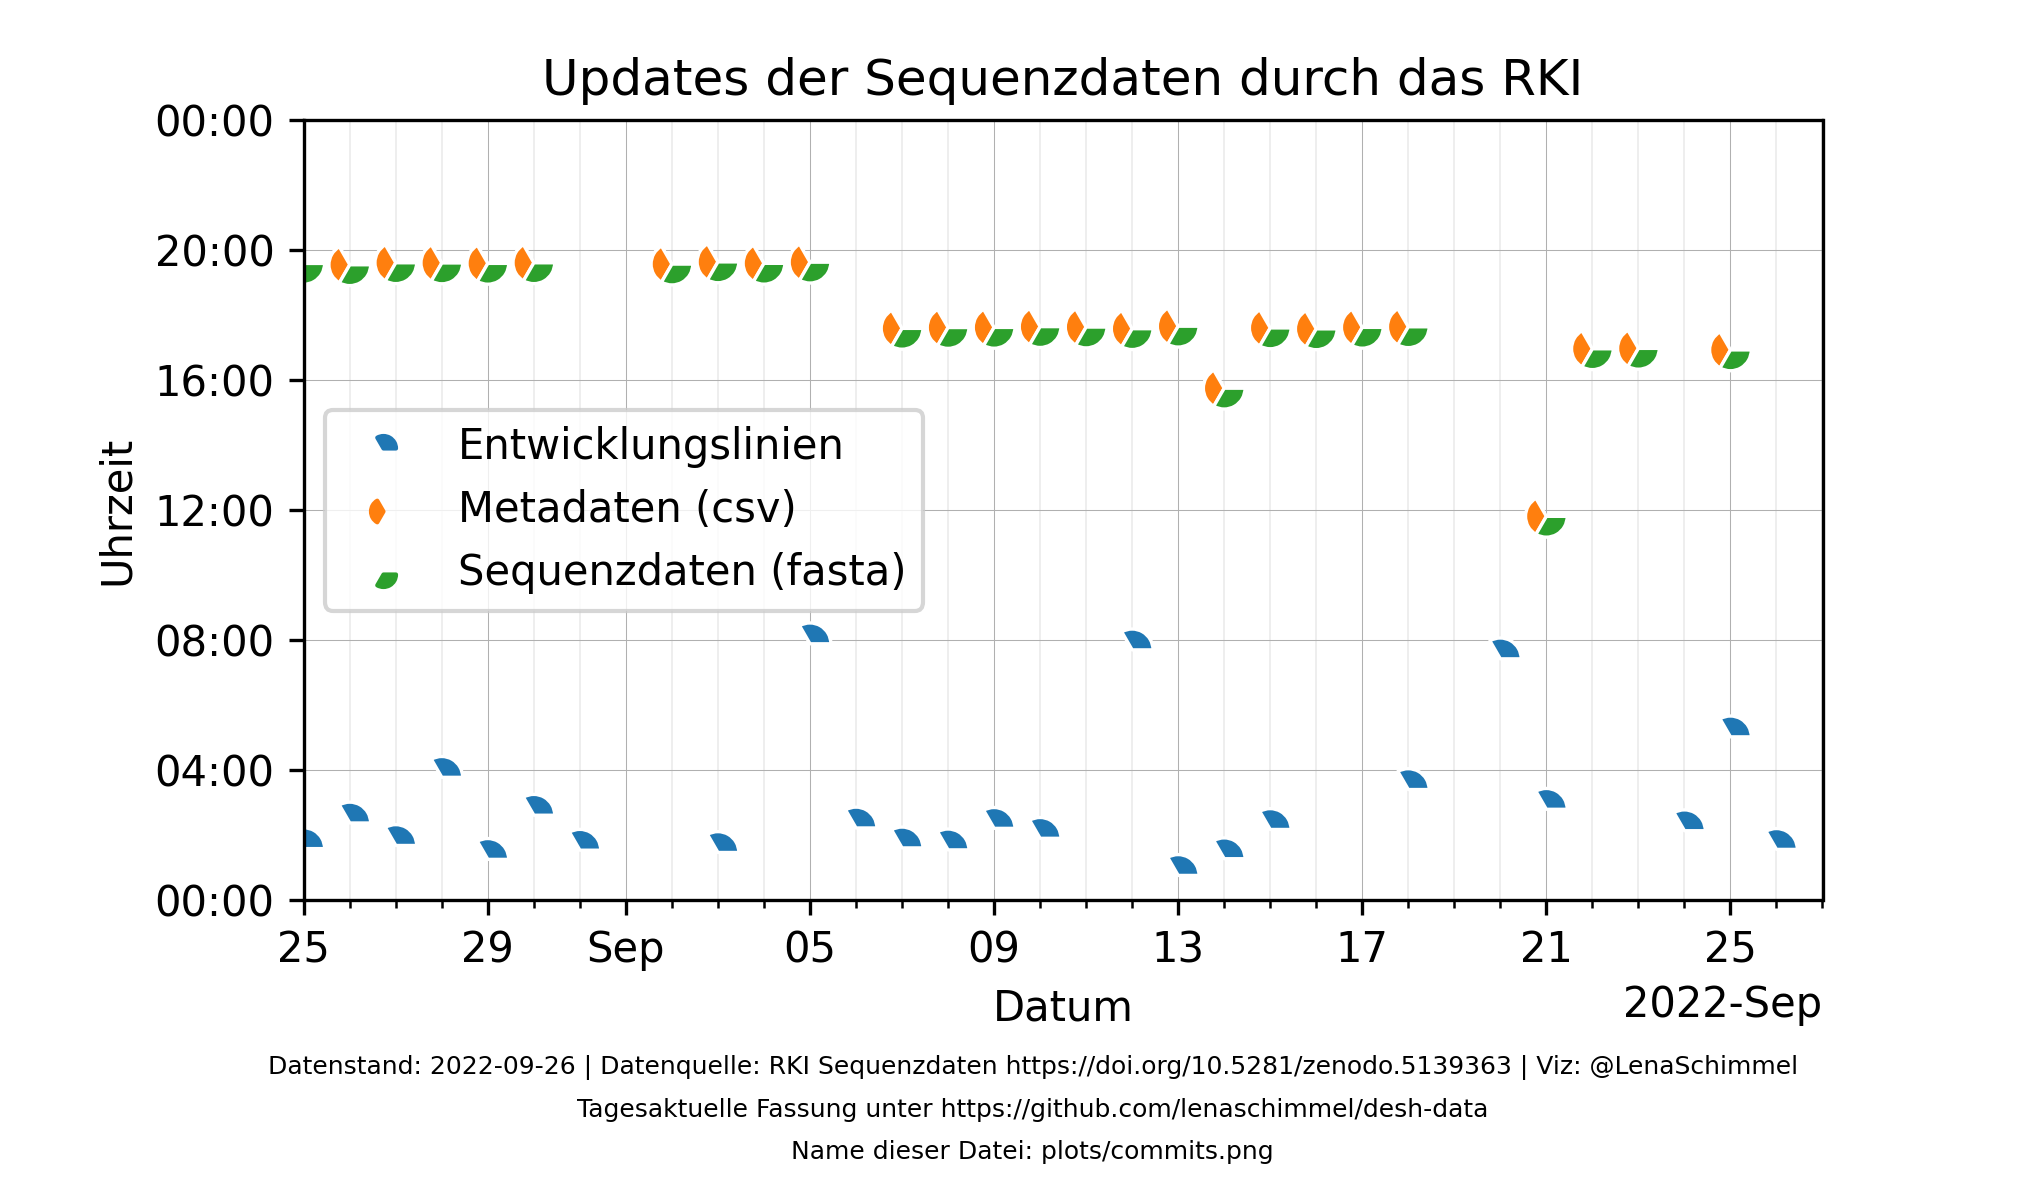 Updates der Sequenzdaten durch das RKI
00:00
20:00
16:00
12:00
08:00
04:00
00:00
Uhrzeit
Entwicklungslinien
Metadaten (csv)
Sequenzdaten (fasta)
25 29 Sep 05 09 13 17 21 25
Datum
2022-Sep
Datenstand: 2022-09-26 | Datenquelle: RKI Sequenzdaten https://doi.org/10.5281/zenodo.5139363 | Viz: @LenaSchimmel
Tagesaktuelle Fassung unter https://github.com/lenaschimmel/desh-data
Name dieser Datei: plots/commits.png